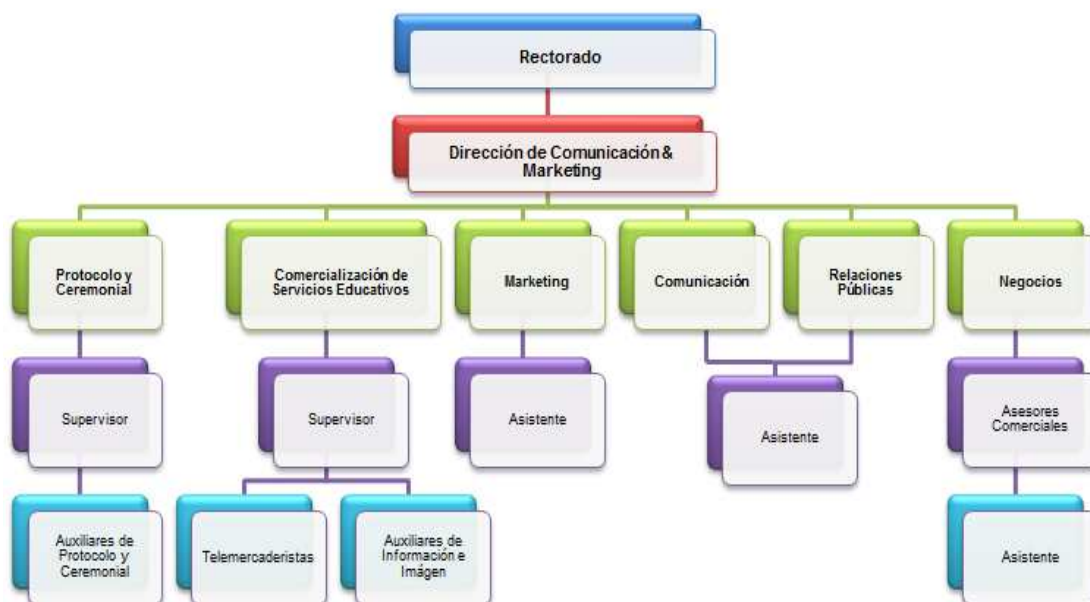 Rectorado
Dirección de Comunicación &
Marketing
Protocolo y
Ceremonial
Comercialización de
Servicios Educativos
Marketing
Comunicación
Relaciones
Públicas
Negocios
Supervisor
Supervisor
Asistente
Asistente
Asesores
Comerciales
Auxiliares de
Protocolo y
Ceremonial
Telemercaderistas
Auxiliares de
Información e
Imágen
Asistente